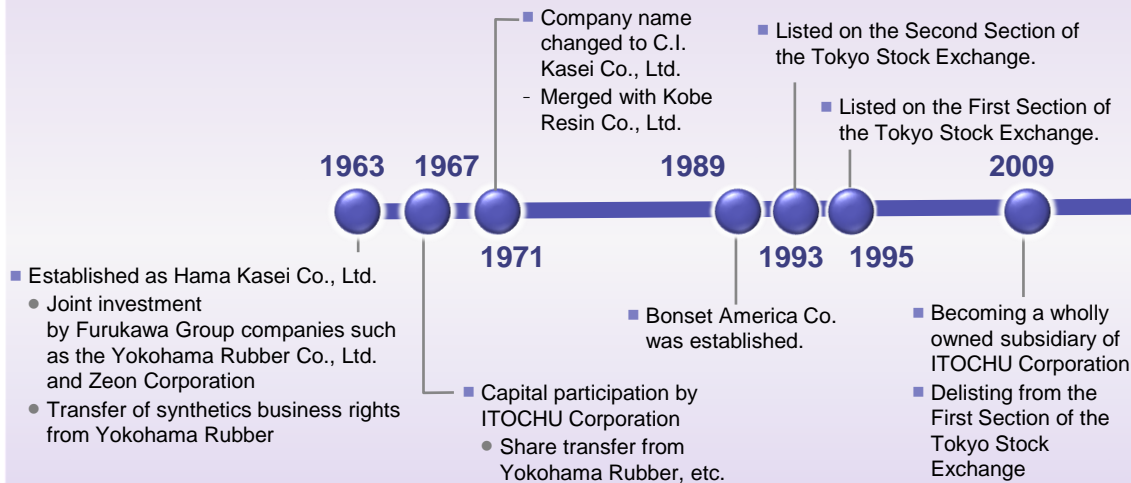 ■ Company name
changed to C.I.
Kasei Co., Ltd.
- Merged with Kobe
Resin Co., Ltd.
■ Listed on the Second Section of
the Tokyo Stock Exchange.
■ Listed on the First Section of
the Tokyo Stock Exchange.
1963
1967
1971
1989
1993
1995
2009
■ Established as Hama Kasei Co., Ltd.
● Joint investment
by Furukawa Group companies such
as the Yokohama Rubber Co., Ltd.
and Zeon Corporation
● Transfer of synthetics business rights
from Yokohama Rubber
■ Capital participation by
ITOCHU Corporation
● Share transfer from
Yokohama Rubber, etc.
■ Bonset America Co.
was established.
■ Becoming a wholly
owned subsidiary of
ITOCHU Corporation
■ Delisting from the
First Section of the
Tokyo Stock
Exchange